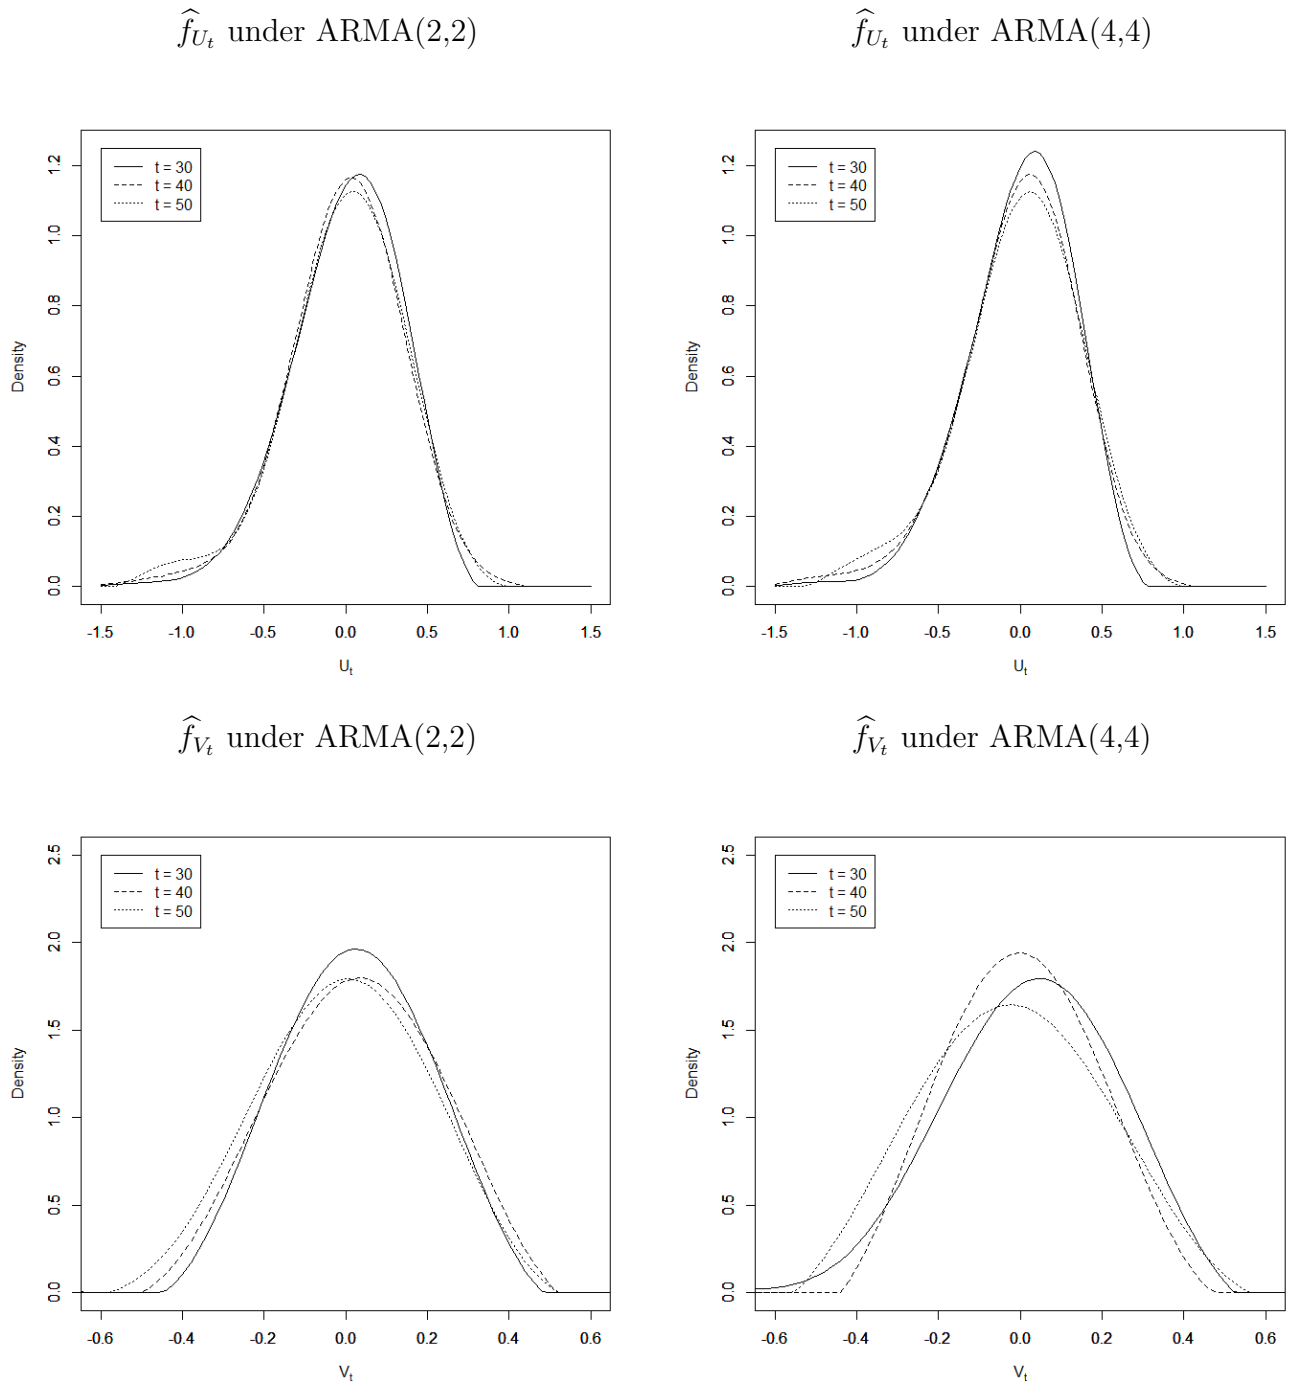 f̂_{U_t} under ARMA(2,2)
f̂_{U_t} under ARMA(4,4)
t = 30
t = 40
t = 50
Density
0.0 0.2 0.4 0.6 0.8 1.0 1.2
-1.5 -1.0 -0.5 0.0 0.5 1.0 1.5
U_t
t = 30
t = 40
t = 50
Density
0.0 0.2 0.4 0.6 0.8 1.0 1.2
-1.5 -1.0 -0.5 0.0 0.5 1.0 1.5
U_t
f̂_{V_t} under ARMA(2,2)
f̂_{V_t} under ARMA(4,4)
t = 30
t = 40
t = 50
Density
0.0 0.5 1.0 1.5 2.0 2.5
-0.6 -0.4 -0.2 0.0 0.2 0.4 0.6
V_t
t = 30
t = 40
t = 50
Density
0.0 0.5 1.0 1.5 2.0 2.5
-0.6 -0.4 -0.2 0.0 0.2 0.4 0.6
V_t